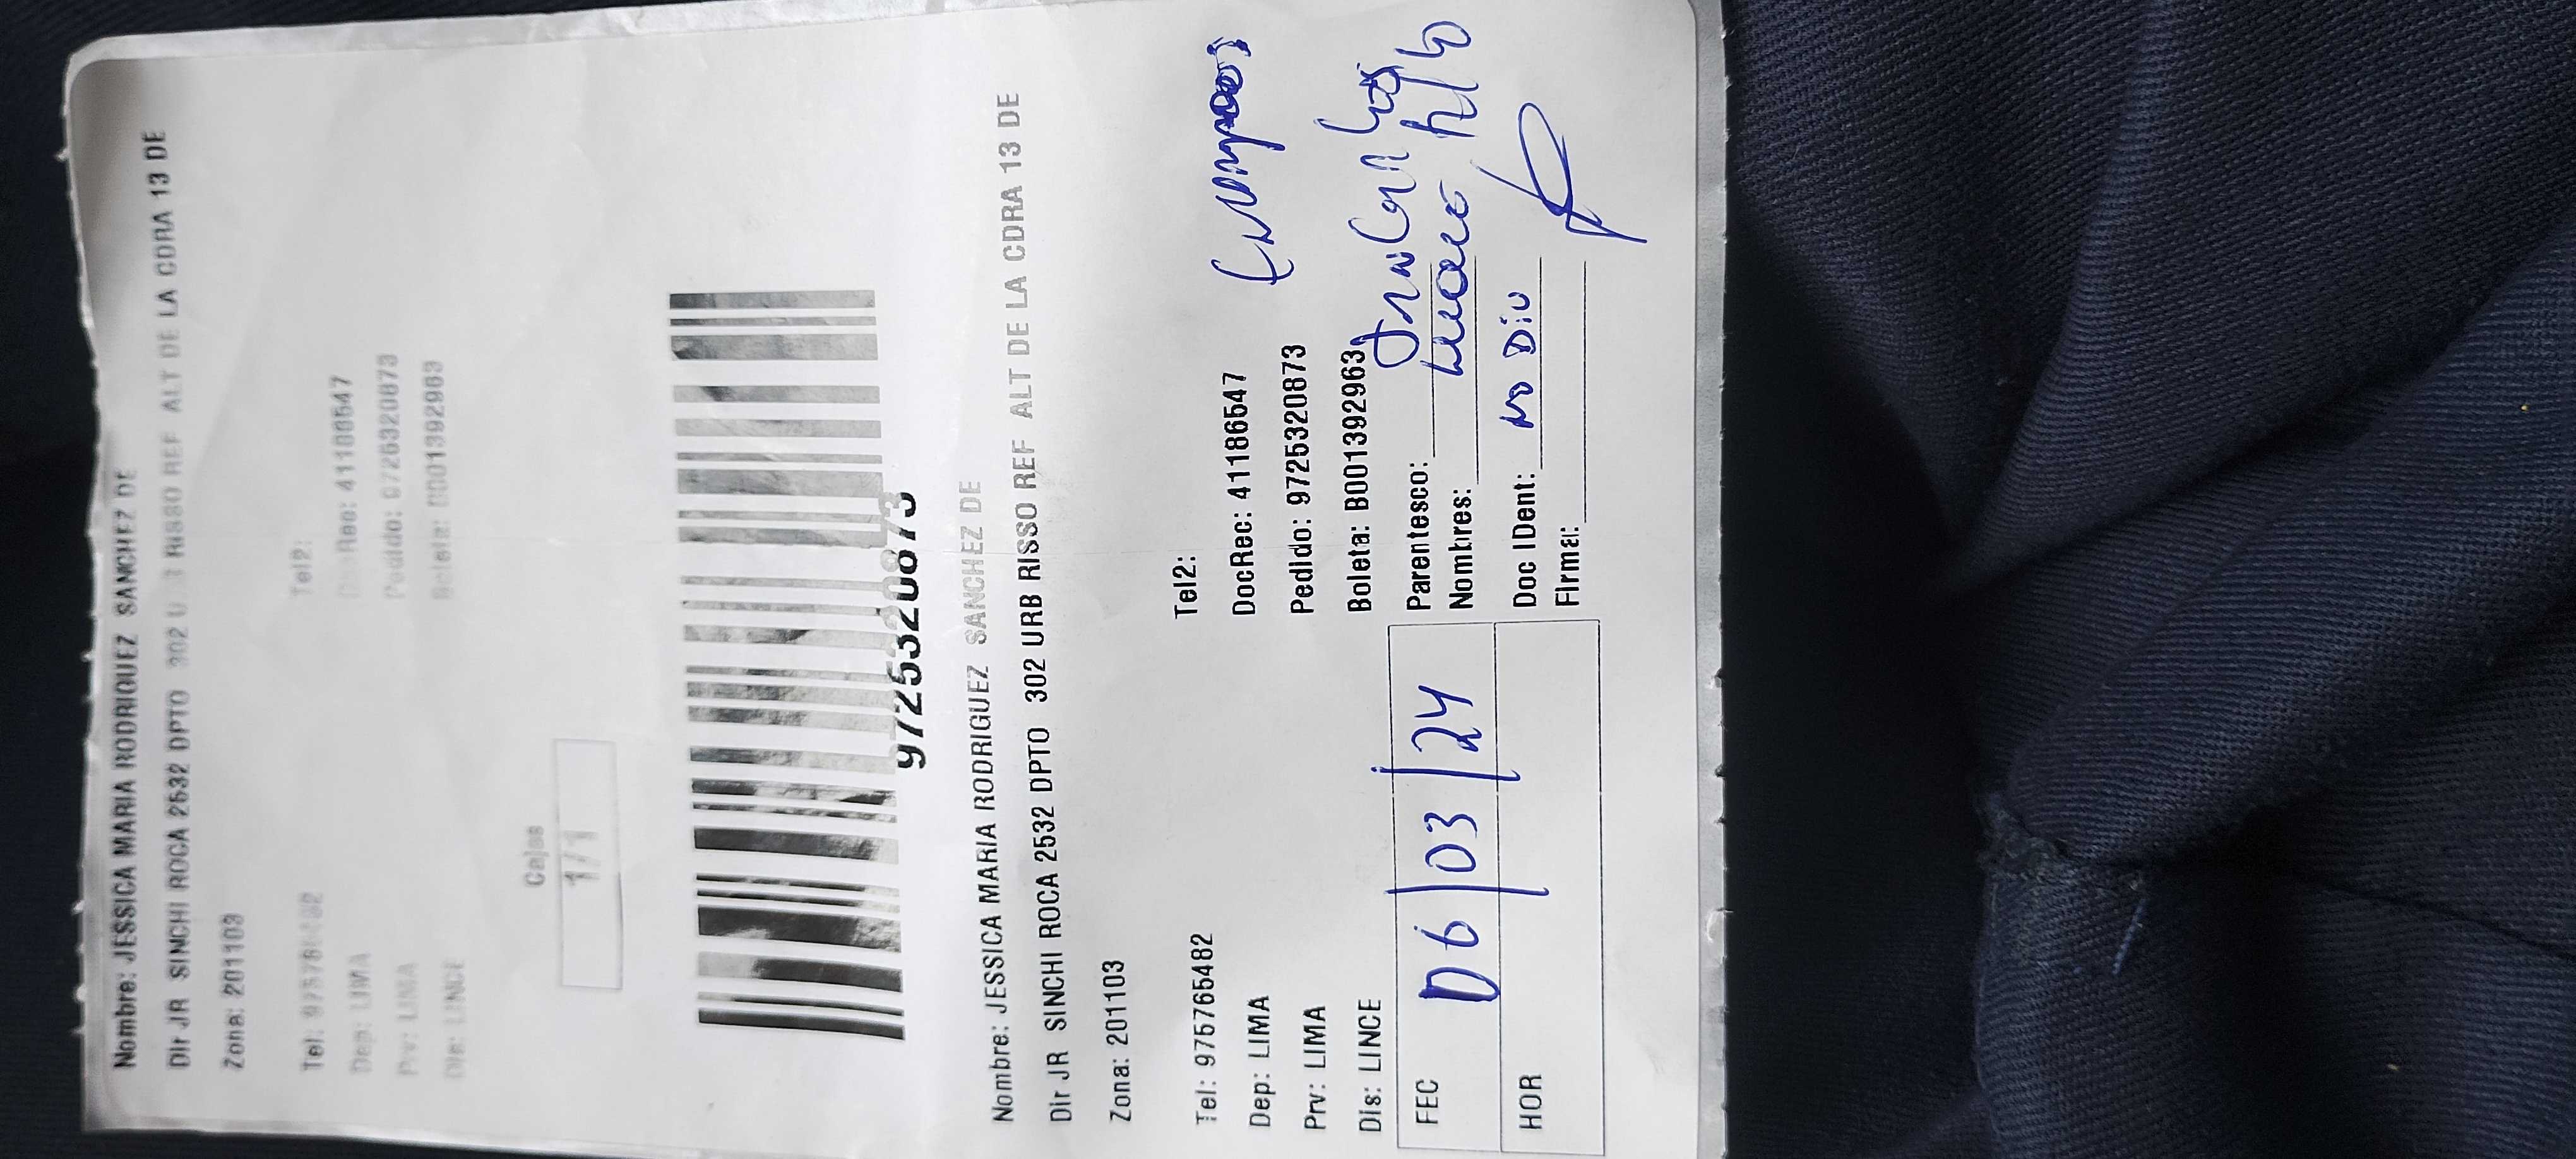 Nombre: JESSICA MARIA RODRIGUEZ SANCHEZ DE
Dir JR SINCHI ROCA 2532 DPTO 302 U RISSO REF ALT DE LA CDRA 13 DE
Zona: 201103
Tel: Tel2:
Dep: LIMA
Prv: LIMA Pedido: 9725320873
Dis: LINCE Boleta: B001392963
Cajas
1/1
9725320873
Nombre: JESSICA MARIA RODRIGUEZ SANCHEZ DE
Dir JR SINCHI ROCA 2532 DPTO 302 URB RISSO REF ALT DE LA CDRA 13 DE
Zona: 201103
Tel: 975765482 Tel2:
Dep: LIMA DocRec: 41186547
Prv: LIMA Pedido: 9725320873
Dis: LINCE Boleta: B001392963
FEC 06/03/24 Parentesco:
Nombres:
HOR Doc IDent: NO DIO
Firma: